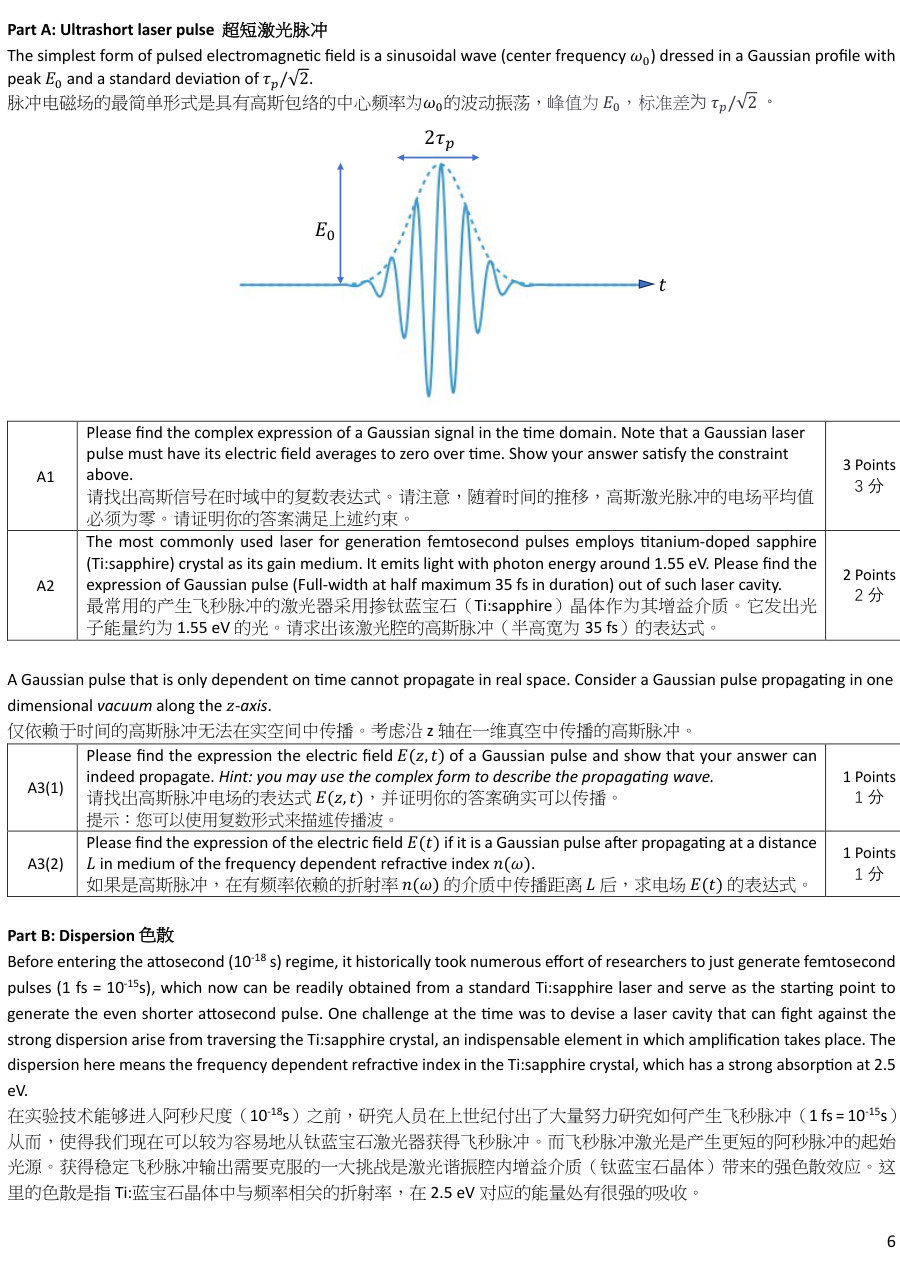 Part A: Ultrashort laser pulse 超短激光脉冲
The simplest form of pulsed electromagnetic field is a sinusoidal wave (center frequency ω₀) dressed in a Gaussian profile with
peak E₀ and a standard deviation of τₚ/√2.
脉冲电磁场的最简单形式是具有高斯包络的中心频率为ω₀的波动振荡，峰值为 E₀，标准差为 τₚ/√2 。
2τₚ
E₀
t
A1
Please find the complex expression of a Gaussian signal in the time domain. Note that a Gaussian laser
pulse must have its electric field averages to zero over time. Show your answer satisfy the constraint
above.
请找出高斯信号在时域中的复数表达式。请注意，随着时间的推移，高斯激光脉冲的电场平均值
必须为零。请证明你的答案满足上述约束。
3 Points
3 分
A2
The most commonly used laser for generation femtosecond pulses employs titanium-doped sapphire
(Ti:sapphire) crystal as its gain medium. It emits light with photon energy around 1.55 eV. Please find the
expression of Gaussian pulse (Full-width at half maximum 35 fs in duration) out of such laser cavity.
最常用的产生飞秒脉冲的激光器采用掺钛蓝宝石（Ti:sapphire）晶体作为其增益介质。它发出光
子能量约为 1.55 eV 的光。请求出该激光腔的高斯脉冲（半高宽为 35 fs）的表达式。
2 Points
2 分
A Gaussian pulse that is only dependent on time cannot propagate in real space. Consider a Gaussian pulse propagating in one
dimensional vacuum along the z-axis.
仅依赖于时间的高斯脉冲无法在实空间中传播。考虑沿 z 轴在一维真空中传播的高斯脉冲。
A3(1)
Please find the expression the electric field E(z, t) of a Gaussian pulse and show that your answer can
indeed propagate. Hint: you may use the complex form to describe the propagating wave.
请找出高斯脉冲电场的表达式 E(z, t)，并证明你的答案确实可以传播。
提示：您可以使用复数形式来描述传播波。
1 Points
1 分
A3(2)
Please find the expression of the electric field E(t) if it is a Gaussian pulse after propagating at a distance
L in medium of the frequency dependent refractive index n(ω).
如果是高斯脉冲，在有频率依赖的折射率 n(ω) 的介质中传播距离 L 后，求电场 E(t) 的表达式。
1 Points
1 分
Part B: Dispersion 色散
Before entering the attosecond (10⁻¹⁸ s) regime, it historically took numerous effort of researchers to just generate femtosecond
pulses (1 fs = 10⁻¹⁵s), which now can be readily obtained from a standard Ti:sapphire laser and serve as the starting point to
generate the even shorter attosecond pulse. One challenge at the time was to devise a laser cavity that can fight against the
strong dispersion arise from traversing the Ti:sapphire crystal, an indispensable element in which amplification takes place. The
dispersion here means the frequency dependent refractive index in the Ti:sapphire crystal, which has a strong absorption at 2.5
eV.
在实验技术能够进入阿秒尺度（10⁻¹⁸s）之前，研究人员在上世纪付出了大量努力研究如何产生飞秒脉冲（1 fs = 10⁻¹⁵s）
从而，使得我们现在可以较为容易地从钛蓝宝石激光器获得飞秒脉冲。而飞秒脉冲激光是产生更短的阿秒脉冲的起始
光源。获得稳定飞秒脉冲输出需要克服的一大挑战是激光谐振腔内增益介质（钛蓝宝石晶体）带来的强色散效应。这
里的色散是指 Ti:蓝宝石晶体中与频率相关的折射率，在 2.5 eV 对应的能量处有很强的吸收。
6